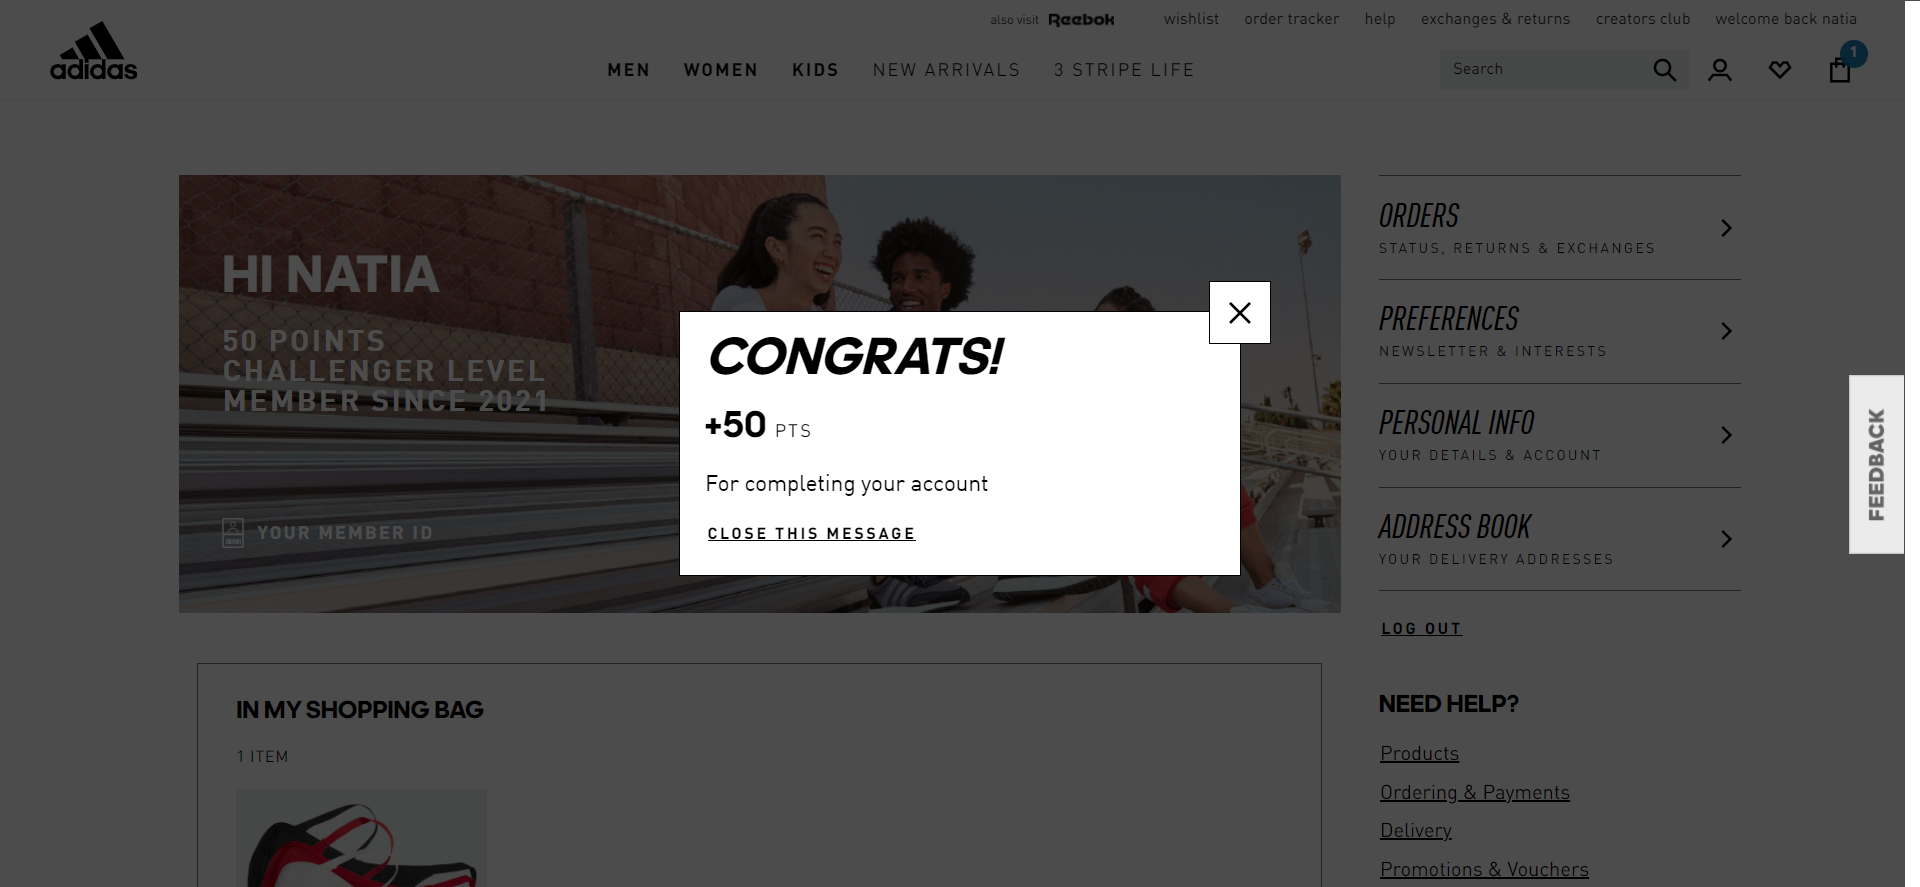 also visit Reebok wishlist order tracker help exchanges & returns creators club welcome back natia
adidas
MEN WOMEN KIDS NEW ARRIVALS 3 STRIPE LIFE
Search
1
HI NATIA
50 POINTS
CHALLENGER LEVEL
MEMBER SINCE 2021
YOUR MEMBER ID
CONGRATS!
+50 PTS
For completing your account
CLOSE THIS MESSAGE
ORDERS
STATUS, RETURNS & EXCHANGES
PREFERENCES
NEWSLETTER & INTERESTS
PERSONAL INFO
YOUR DETAILS & ACCOUNT
ADDRESS BOOK
YOUR DELIVERY ADDRESSES
LOG OUT
FEEDBACK
IN MY SHOPPING BAG
1 ITEM
NEED HELP?
Products
Ordering & Payments
Delivery
Promotions & Vouchers